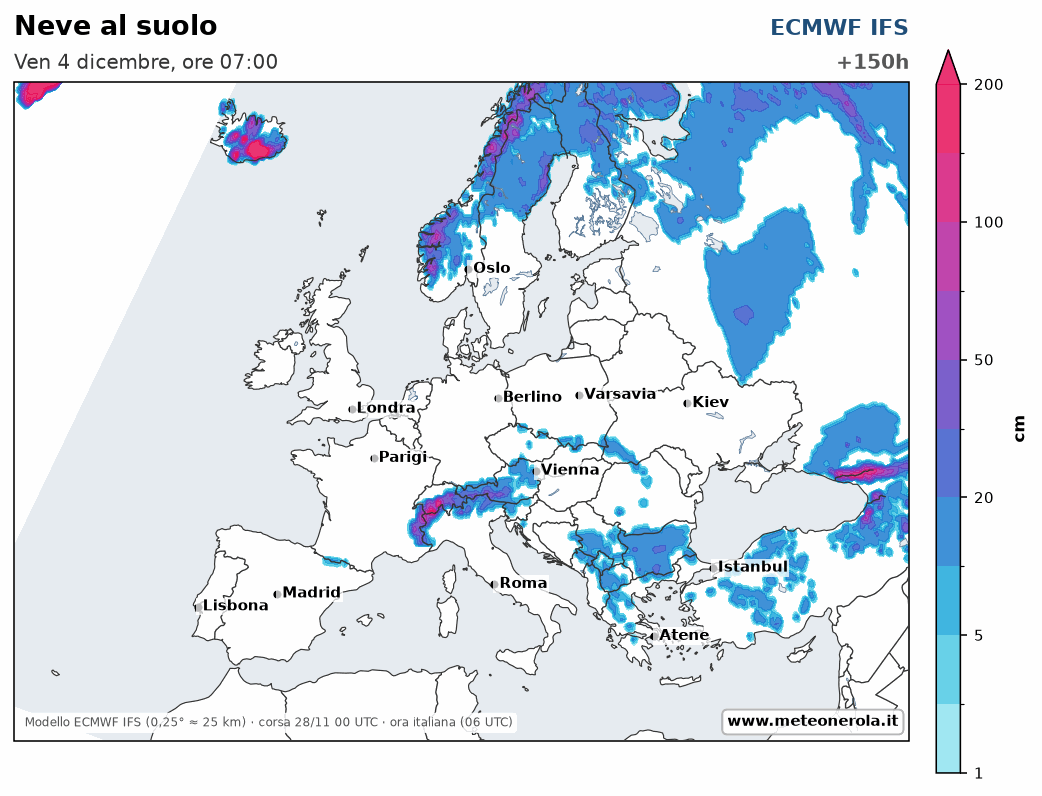 Neve al suolo
ECMWF IFS
Ven 4 dicembre, ore 07:00
+150h
200
100
50
20
5
1
cm
Oslo
Londra
Berlino
Varsavia
Kiev
Parigi
Vienna
Istanbul
Roma
Madrid
Lisbona
Atene
Modello ECMWF IFS (0,25° ≈ 25 km) · corsa 28/11 00 UTC · ora italiana (06 UTC)
www.meteonerola.it